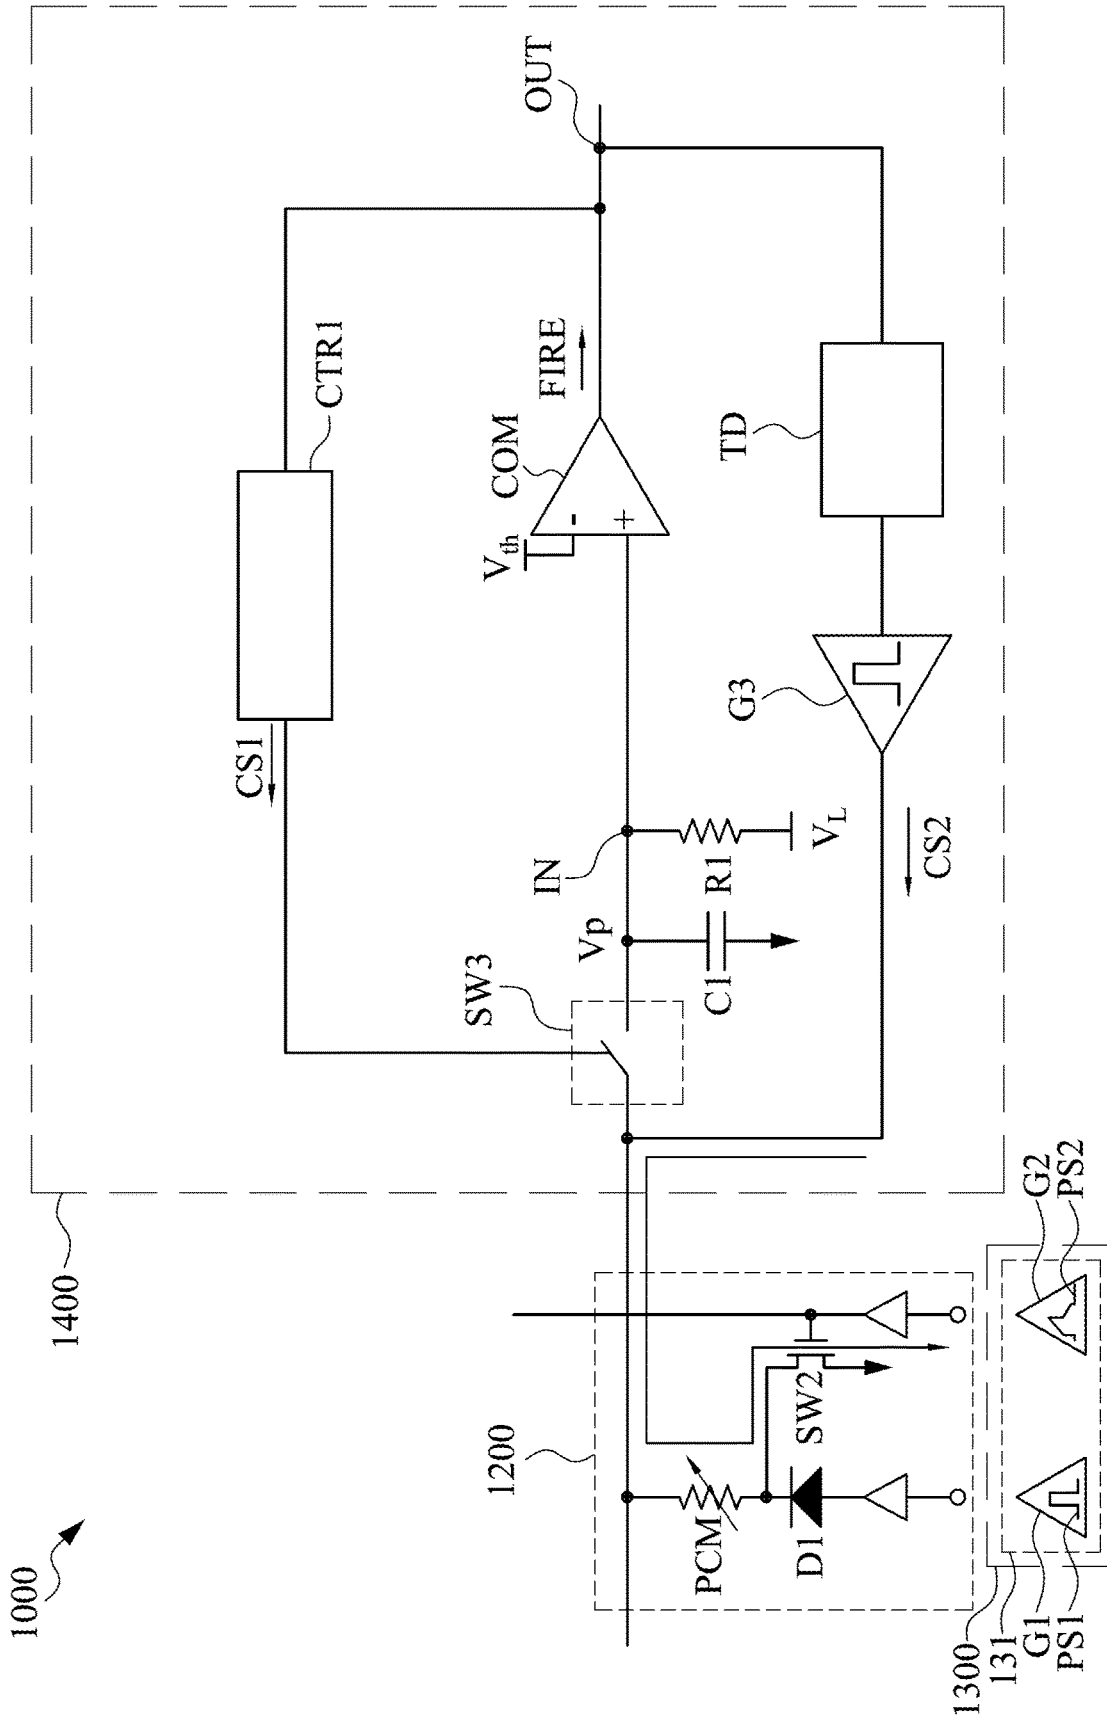 1000
1400
1200
1300
131
G1
PS1
G2
PS2
PCM
D1
SW2
SW3
CS1
CTR1
Vp
IN
C1
R1
VL
Vth
-
+
COM
FIRE
OUT
TD
G3
CS2